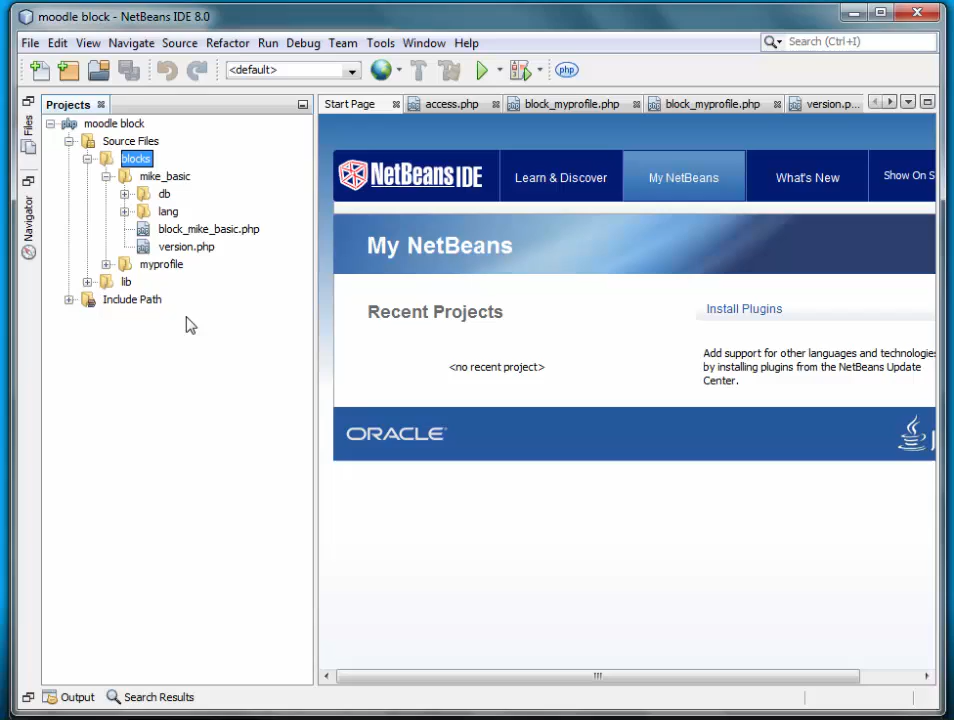 moodle block - NetBeans IDE 8.0
File Edit View Navigate Source Refactor Run Debug Team Tools Window Help
Search (Ctrl+I)
<default>
php
Projects
Start Page
access.php
block_myprofile.php
block_myprofile.php
version.p...
Files
Navigator
php moodle block
Source Files
blocks
mike_basic
db
lang
block_mike_basic.php
version.php
myprofile
lib
Include Path
NetBeans IDE
Learn & Discover
My NetBeans
What's New
Show On S
My NetBeans
Recent Projects
<no recent project>
Install Plugins
Add support for other languages and technologies
by installing plugins from the NetBeans Update
Center.
ORACLE
Output
Search Results